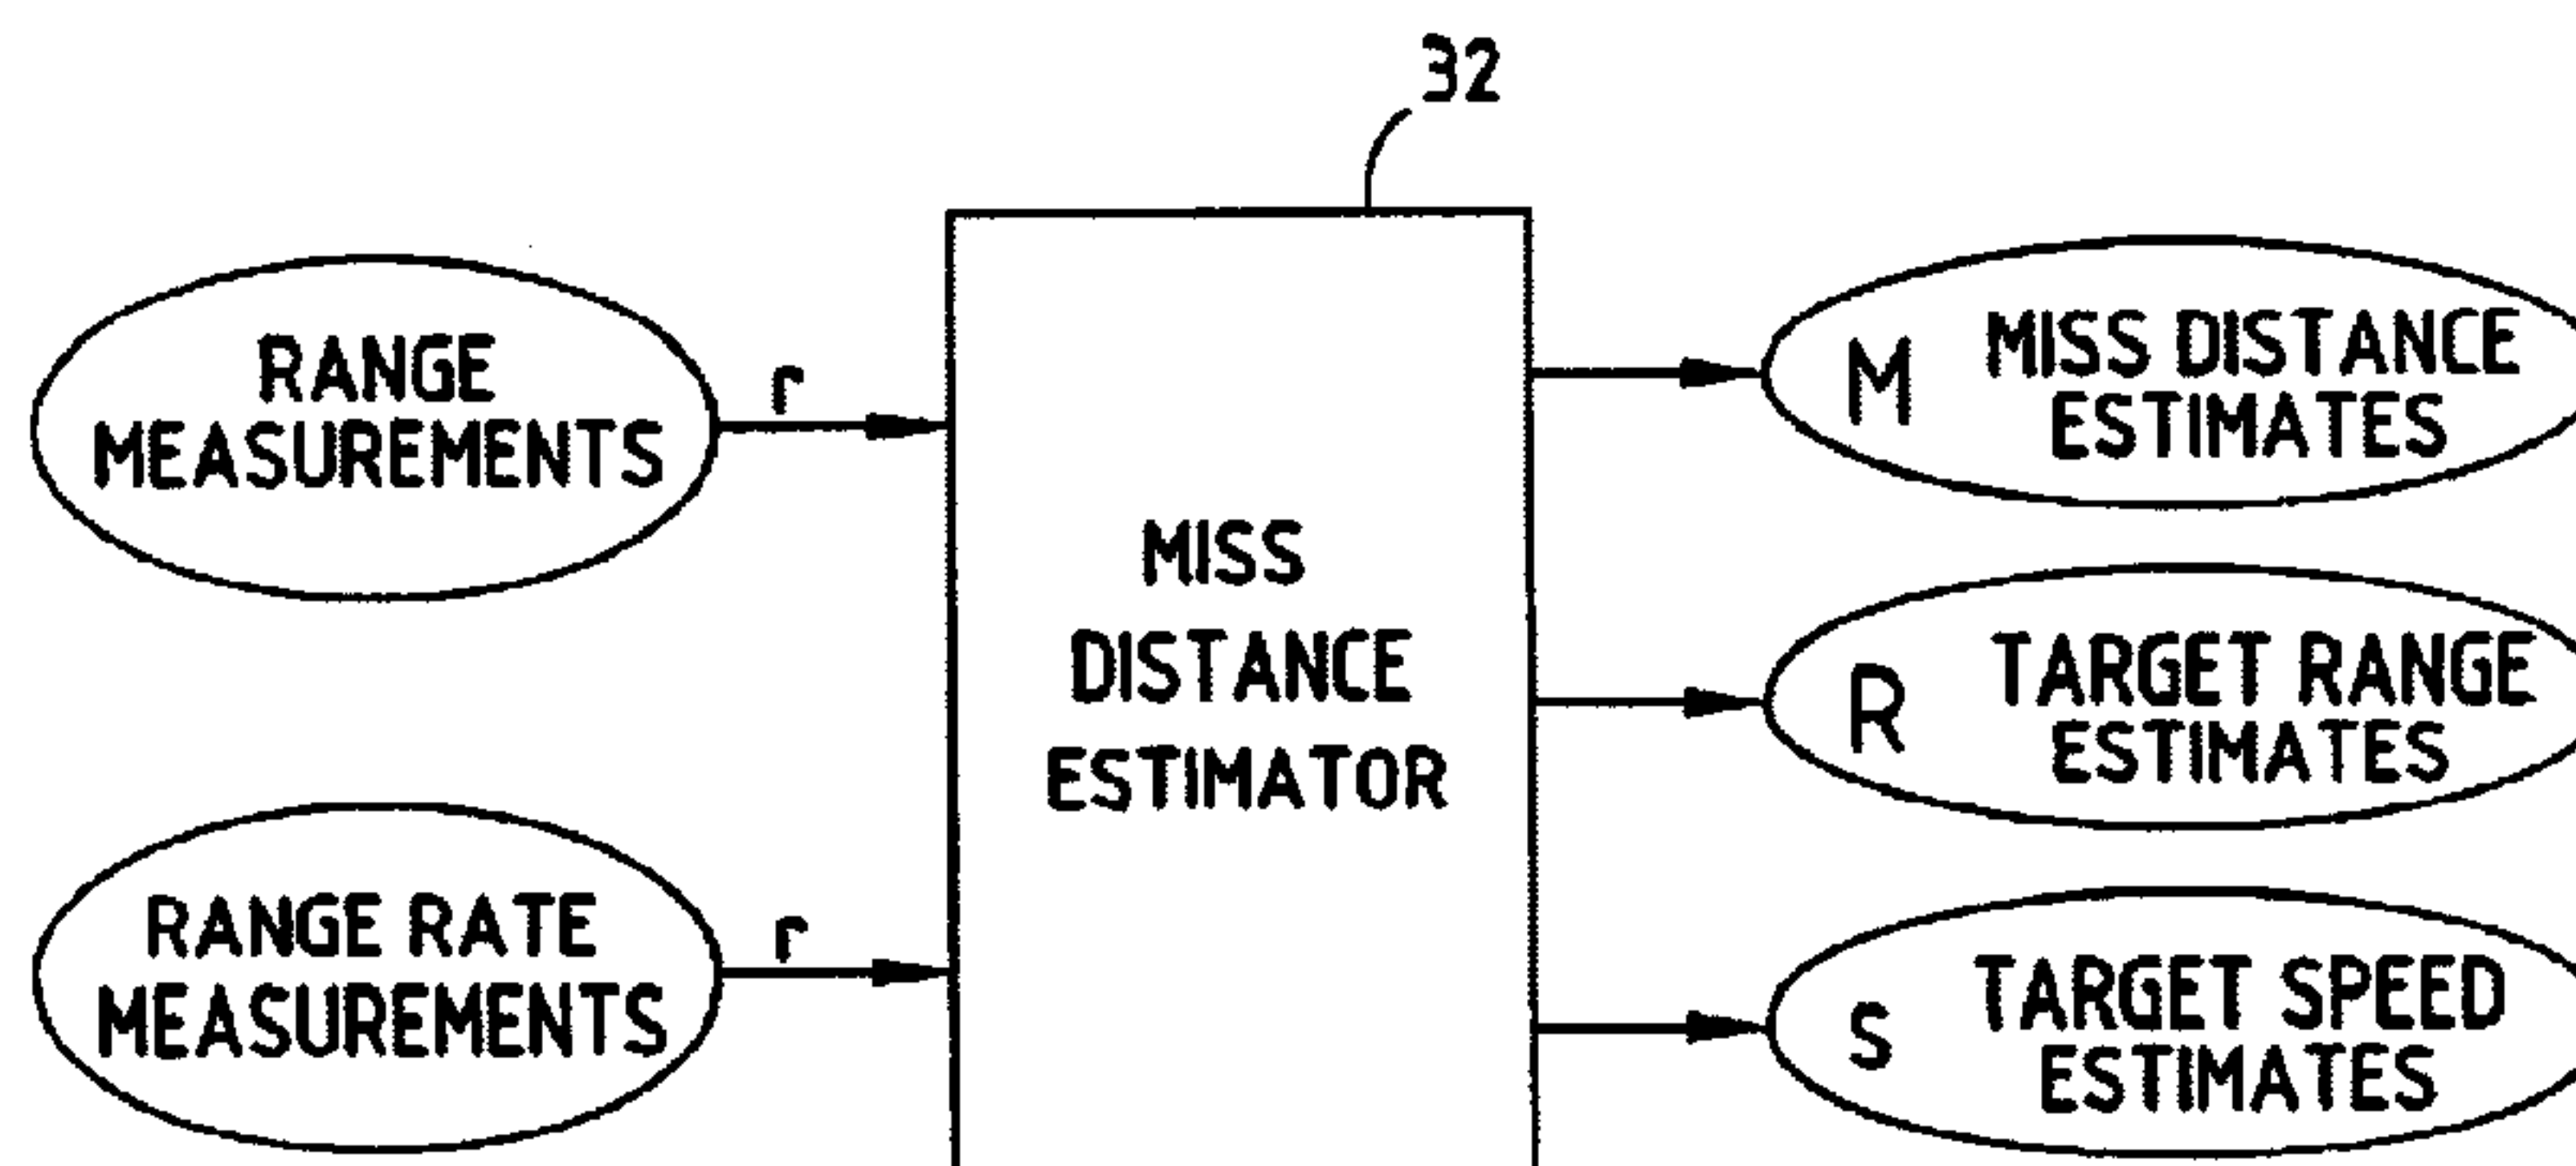 32
RANGE
MEASUREMENTS
r
RANGE RATE
MEASUREMENTS
r
MISS
DISTANCE
ESTIMATOR
M MISS DISTANCE
ESTIMATES
R TARGET RANGE
ESTIMATES
S TARGET SPEED
ESTIMATES